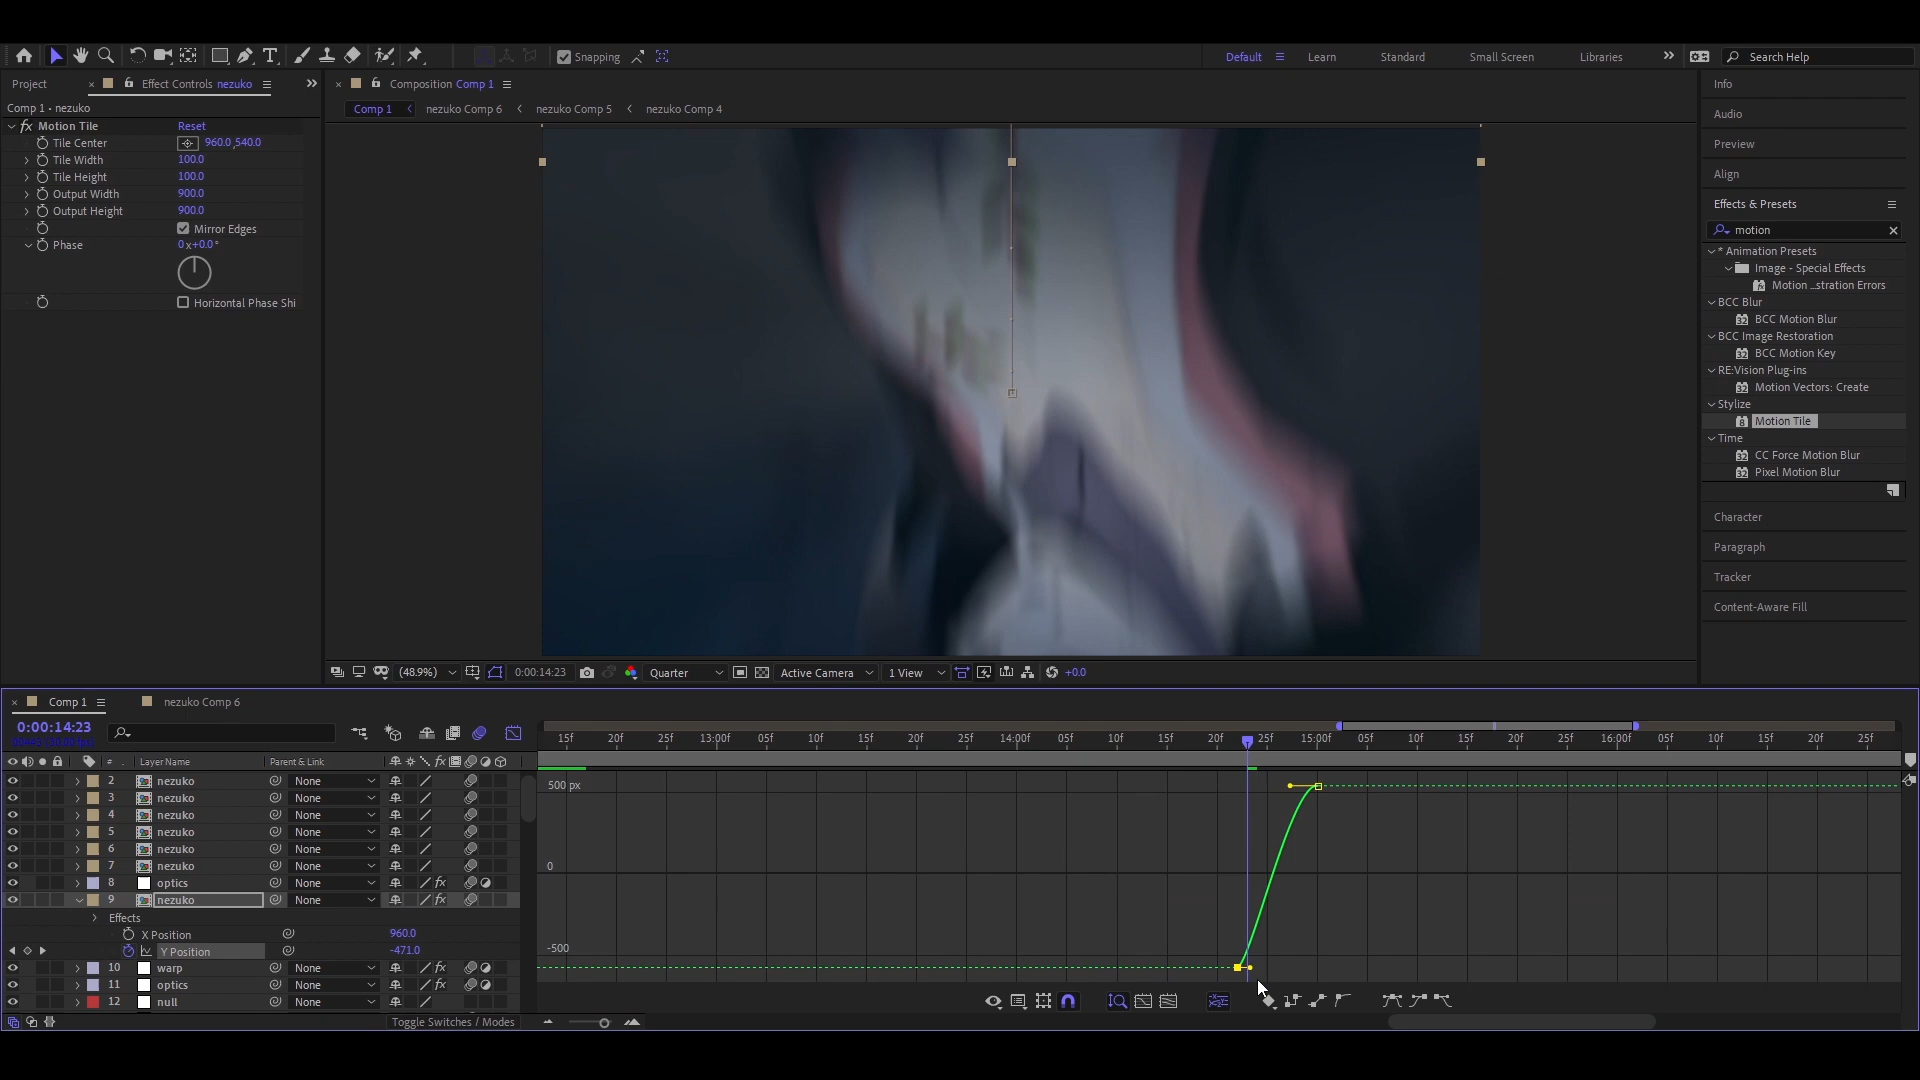 Snapping
Default
Learn
Standard
Small Screen
Libraries
Search Help
Project
Effect Controls nezuko
Composition Comp 1
Info
Comp 1 • nezuko
Comp 1
nezuko Comp 6
nezuko Comp 5
nezuko Comp 4
Audio
fx Motion Tile
Reset
Tile Center
960.0,540.0
Preview
Tile Width
100.0
Tile Height
100.0
Align
Output Width
900.0
Output Height
900.0
Effects & Presets
Mirror Edges
motion
Phase
0x+0.0°
* Animation Presets
Image - Special Effects
Motion ...stration Errors
Horizontal Phase Shi
BCC Blur
BCC Motion Blur
BCC Image Restoration
BCC Motion Key
RE:Vision Plug-ins
Motion Vectors: Create
Stylize
Motion Tile
Time
CC Force Motion Blur
Pixel Motion Blur
Character
Paragraph
Tracker
Content-Aware Fill
(48.9%)
0:00:14:23
Quarter
Active Camera
1 View
+0.0
Comp 1
nezuko Comp 6
0:00:14:23
15f 20f 25f 13:00f 05f 10f 15f 20f 25f 14:00f 05f 10f 15f 20f 25f 15:00f 05f 10f 15f 20f 25f 16:00f 05f 10f 15f 20f 25f
# Layer Name Parent & Link
2 nezuko None
500 px
3 nezuko None
4 nezuko None
5 nezuko None
6 nezuko None
7 nezuko None
0
8 optics None fx
9 nezuko None fx
Effects
X Position 960.0
Y Position -471.0
-500
10 warp None fx
11 optics None fx
12 null None
Toggle Switches / Modes